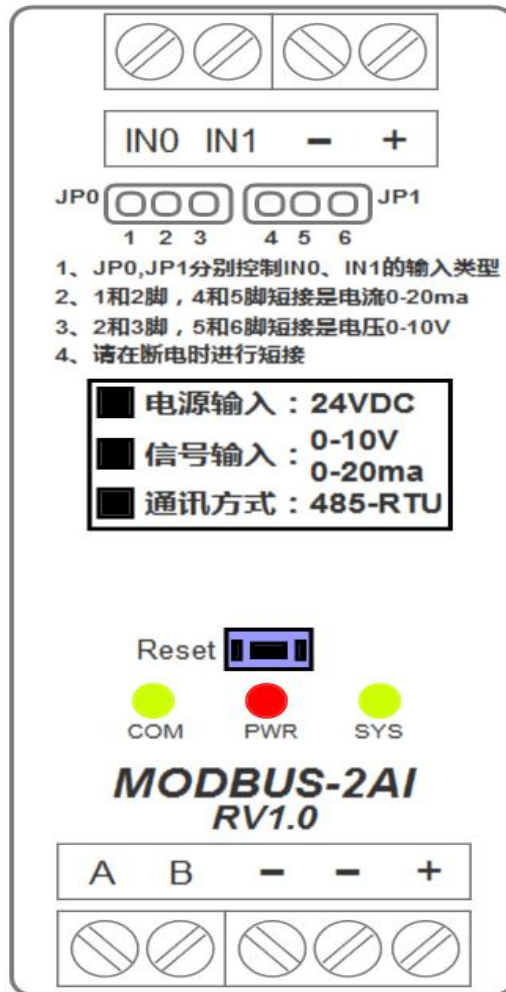 IN0 IN1 - +
JP0 JP1
1 2 3 4 5 6
1、JP0,JP1分别控制IN0、IN1的输入类型
2、1和2脚，4和5脚短接是电流0-20ma
3、2和3脚，5和6脚短接是电压0-10V
4、请在断电时进行短接
电源输入：24VDC
信号输入：0-10V
0-20ma
通讯方式：485-RTU
Reset
COM PWR SYS
MODBUS-2AI
RV1.0
A B - - +